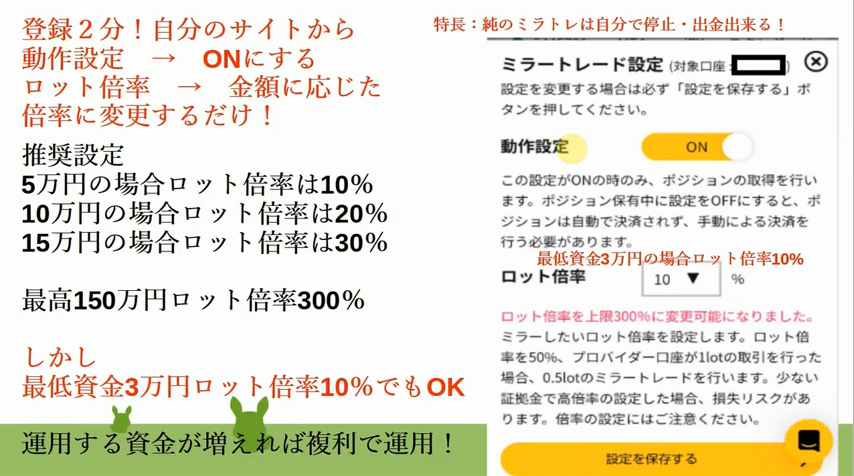 登録２分！自分のサイトから
動作設定　→　ONにする
ロット倍率　→　金額に応じた
倍率に変更するだけ！
推奨設定
5万円の場合ロット倍率は10%
10万円の場合ロット倍率は20%
15万円の場合ロット倍率は30%
最高150万円ロット倍率300%
しかし
最低資金3万円ロット倍率10%でもOK
運用する資金が増えれば複利で運用！
特長：純のミラトレは自分で停止・出金出来る！
ミラートレード設定 (対象口座: )
設定を変更する場合は必ず「設定を保存する」ボ
タンを押してください。
動作設定 ON
この設定がONの時のみ、ポジションの取得を行い
ます。ポジション保有中に設定をOFFにすると、ポ
ジションは自動で決済されず、手動による決済を
行う必要があります。
最低資金3万円の場合ロット倍率10%
ロット倍率 10 ▼ %
ロット倍率を上限300%に変更可能になりました。
ミラーしたいロット倍率を設定します。ロット倍
率を50%、プロバイダー口座が1lotの取引を行った
場合、0.5lotのミラートレードを行います。少ない
証拠金で高倍率の設定した場合、損失リスクがあ
ります。倍率の設定にはご注意ください。
設定を保存する